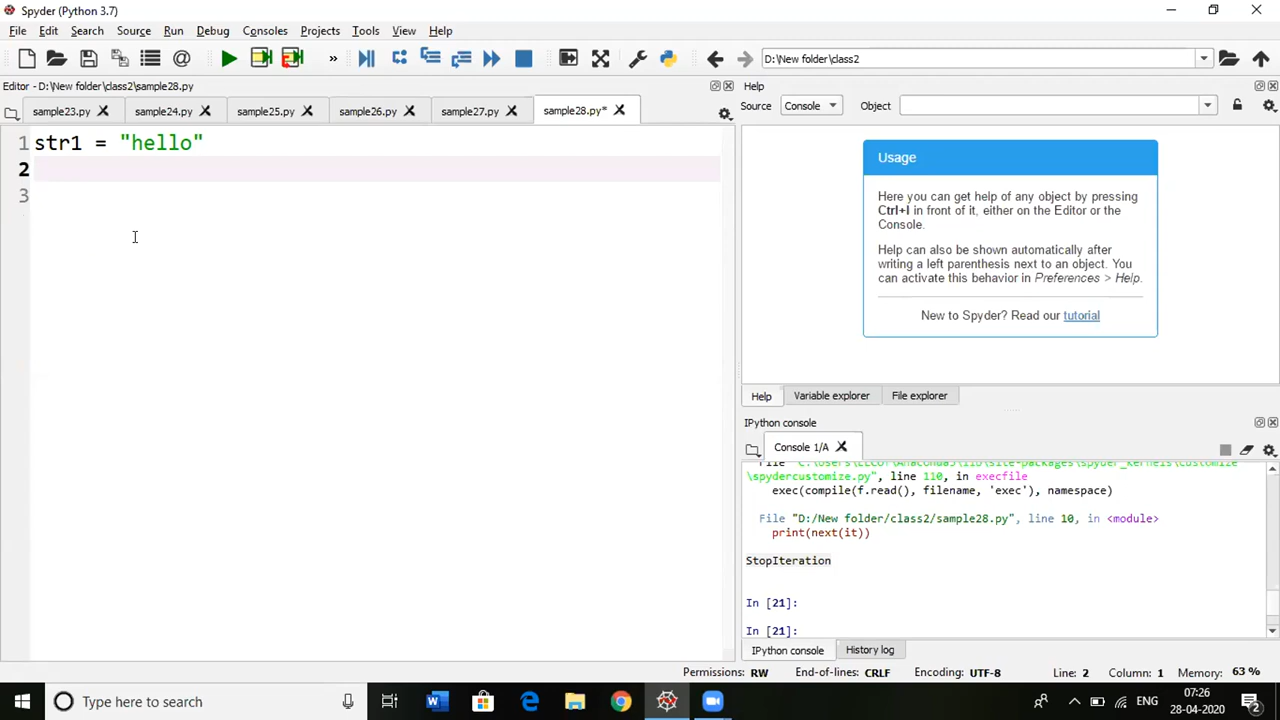 Spyder (Python 3.7)
File Edit Search Source Run Debug Consoles Projects Tools View Help
D:\New folder\class2
Editor - D:\New folder\class2\sample28.py
Help
sample23.py sample24.py sample25.py sample26.py sample27.py sample28.py*
Source Console Object
1 str1 = "hello"
2
3
Usage
Here you can get help of any object by pressing
Ctrl+I in front of it, either on the Editor or the
Console.
Help can also be shown automatically after
writing a left parenthesis next to an object. You
can activate this behavior in Preferences > Help.
New to Spyder? Read our tutorial
Help Variable explorer File explorer
IPython console
Console 1/A
\spydercustomize.py", line 110, in execfile
exec(compile(f.read(), filename, 'exec'), namespace)
File "D:/New folder/class2/sample28.py", line 10, in <module>
print(next(it))
StopIteration
In [21]:
In [21]:
IPython console History log
Permissions: RW End-of-lines: CRLF Encoding: UTF-8 Line: 2 Column: 1 Memory: 63 %
Type here to search
ENG
07:26
28-04-2020
2